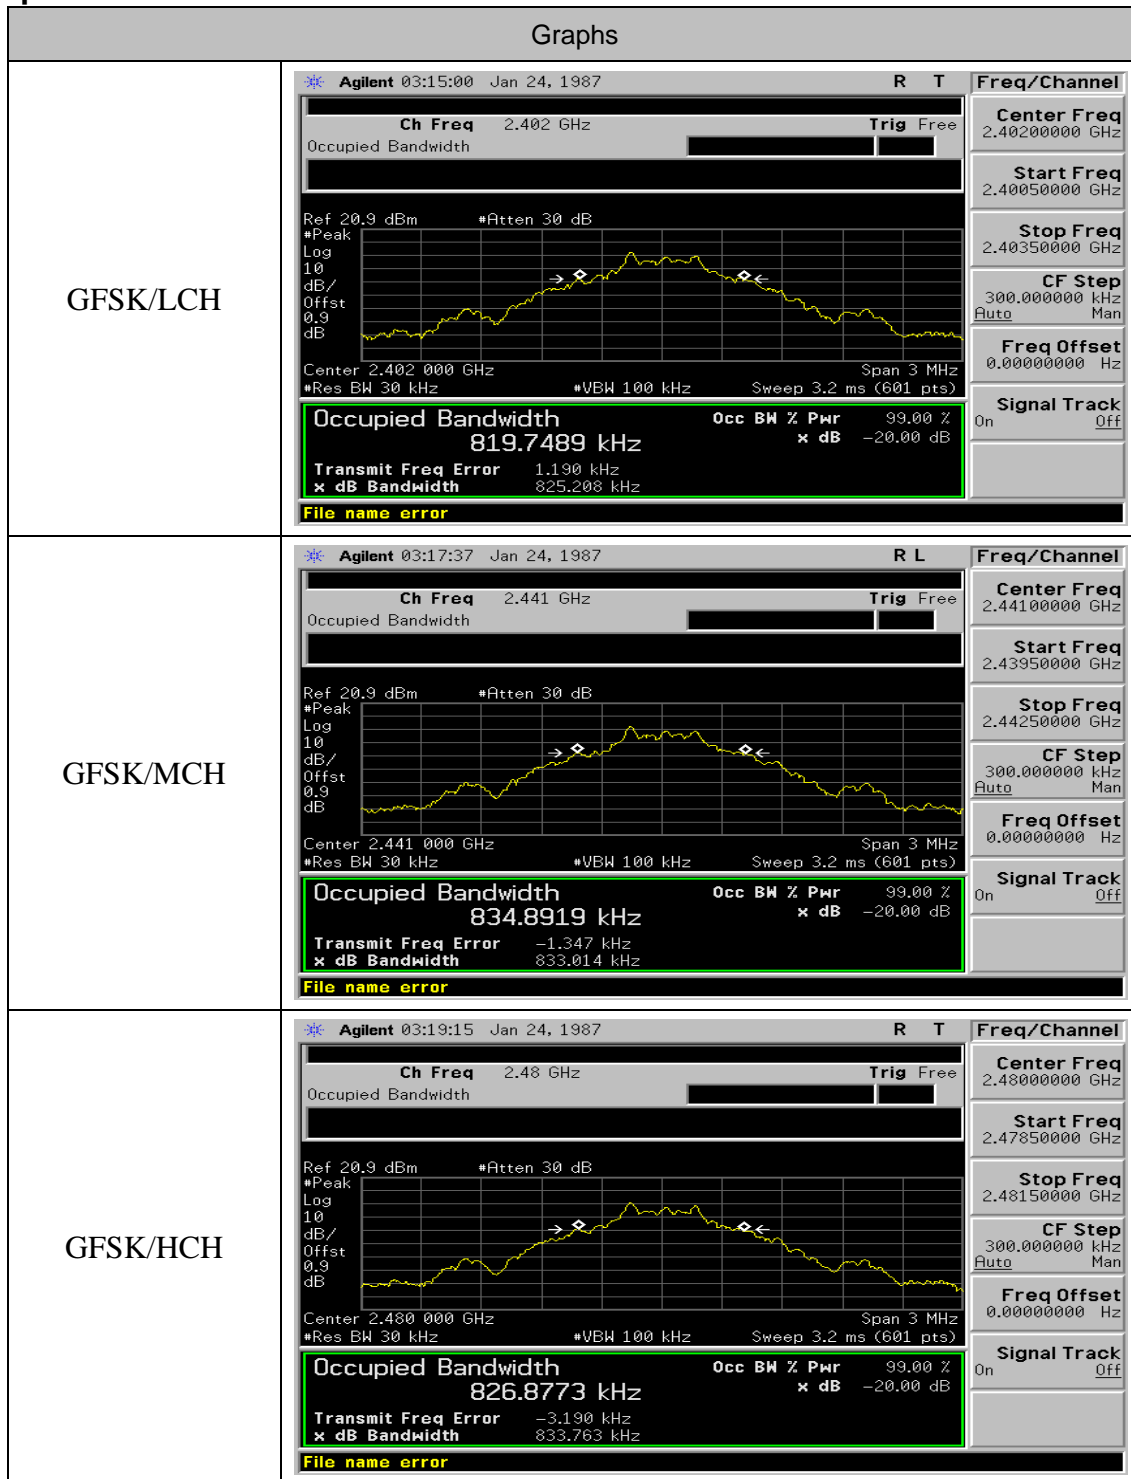 Graphs
GFSK/LCH
Agilent 03:15:00 Jan 24, 1987 R T Freq/Channel
Ch Freq 2.402 GHz Trig Free
Occupied Bandwidth
Center Freq
2.40200000 GHz
Start Freq
2.40050000 GHz
Stop Freq
2.40350000 GHz
CF Step
300.000000 kHz
Auto Man
Freq Offset
0.00000000 Hz
Signal Track
On Off
Ref 20.9 dBm #Atten 30 dB
#Peak
Log
10
dB/
Offst
0.9
dB
Center 2.402 000 GHz Span 3 MHz
#Res BW 30 kHz #VBW 100 kHz Sweep 3.2 ms (601 pts)
Occupied Bandwidth Occ BW % Pwr 99.00 %
819.7489 kHz x dB -20.00 dB
Transmit Freq Error 1.190 kHz
x dB Bandwidth 825.208 kHz
File name error
GFSK/MCH
Agilent 03:17:37 Jan 24, 1987 R L Freq/Channel
Ch Freq 2.441 GHz Trig Free
Occupied Bandwidth
Center Freq
2.44100000 GHz
Start Freq
2.43950000 GHz
Stop Freq
2.44250000 GHz
CF Step
300.000000 kHz
Auto Man
Freq Offset
0.00000000 Hz
Signal Track
On Off
Ref 20.9 dBm #Atten 30 dB
#Peak
Log
10
dB/
Offst
0.9
dB
Center 2.441 000 GHz Span 3 MHz
#Res BW 30 kHz #VBW 100 kHz Sweep 3.2 ms (601 pts)
Occupied Bandwidth Occ BW % Pwr 99.00 %
834.8919 kHz x dB -20.00 dB
Transmit Freq Error -1.347 kHz
x dB Bandwidth 833.014 kHz
File name error
GFSK/HCH
Agilent 03:19:15 Jan 24, 1987 R T Freq/Channel
Ch Freq 2.48 GHz Trig Free
Occupied Bandwidth
Center Freq
2.48000000 GHz
Start Freq
2.47850000 GHz
Stop Freq
2.48150000 GHz
CF Step
300.000000 kHz
Auto Man
Freq Offset
0.00000000 Hz
Signal Track
On Off
Ref 20.9 dBm #Atten 30 dB
#Peak
Log
10
dB/
Offst
0.9
dB
Center 2.480 000 GHz Span 3 MHz
#Res BW 30 kHz #VBW 100 kHz Sweep 3.2 ms (601 pts)
Occupied Bandwidth Occ BW % Pwr 99.00 %
826.8773 kHz x dB -20.00 dB
Transmit Freq Error -3.190 kHz
x dB Bandwidth 833.763 kHz
File name error